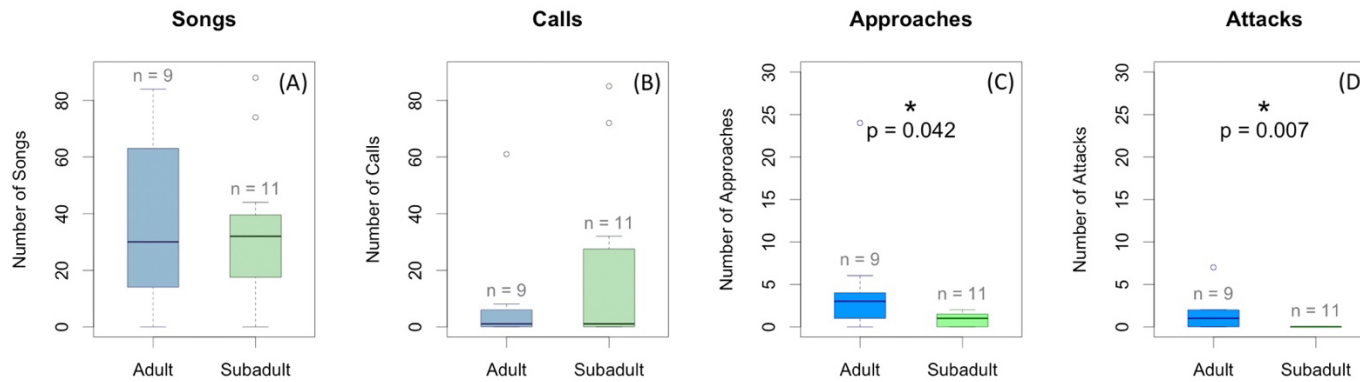 Songs
Calls
Approaches
Attacks
(A)
(B)
(C)
(D)
Number of Songs
0
20
40
60
80
n = 9
n = 11
Adult
Subadult
Number of Calls
0
20
40
60
80
n = 9
n = 11
Adult
Subadult
Number of Approaches
0
5
10
15
20
25
30
*
p = 0.042
n = 9
n = 11
Adult
Subadult
Number of Attacks
0
5
10
15
20
25
30
*
p = 0.007
n = 9
n = 11
Adult
Subadult